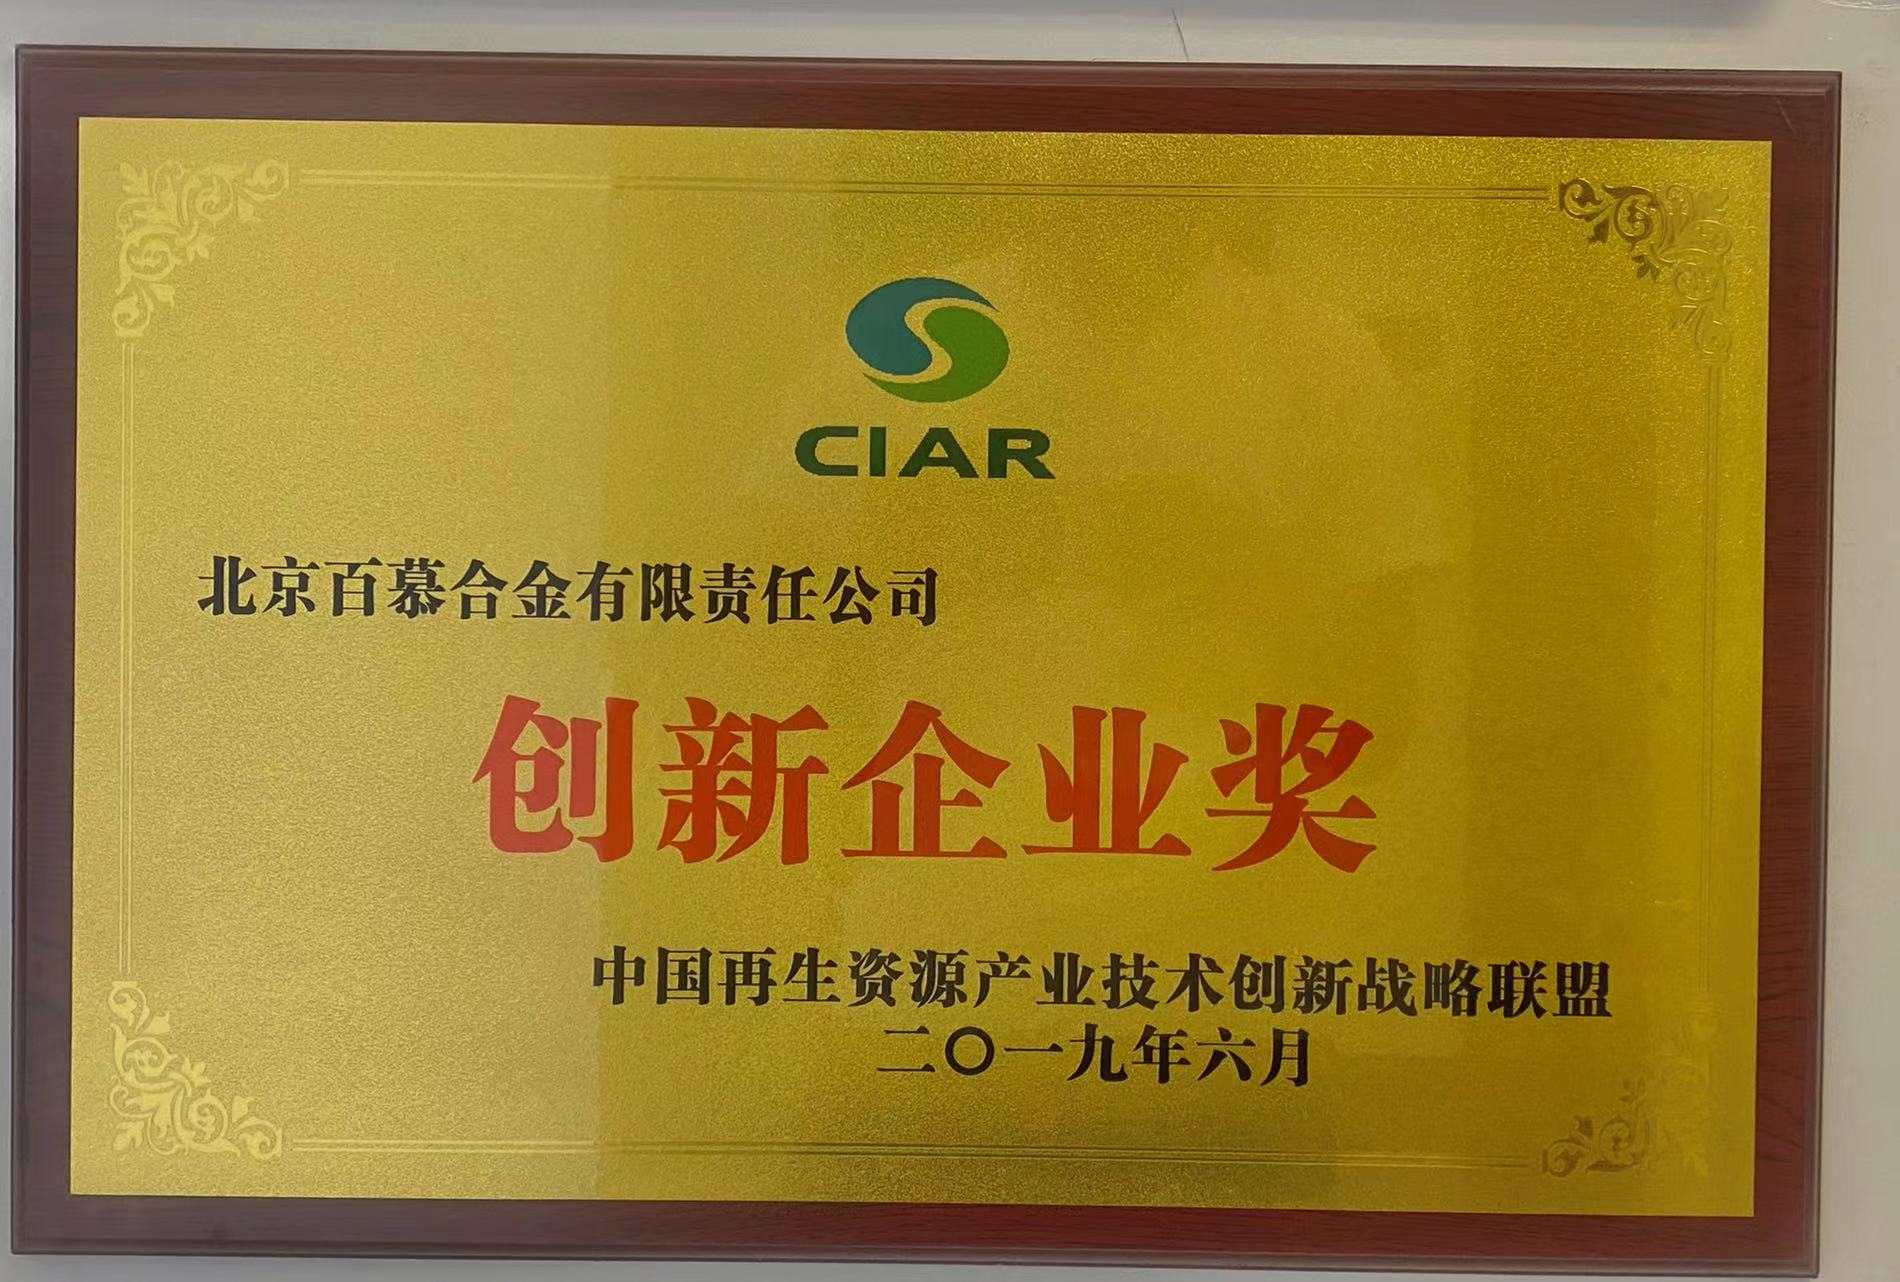 CIAR
北京百慕合金有限责任公司
创新企业奖
中国再生资源产业技术创新战略联盟
二〇一九年六月